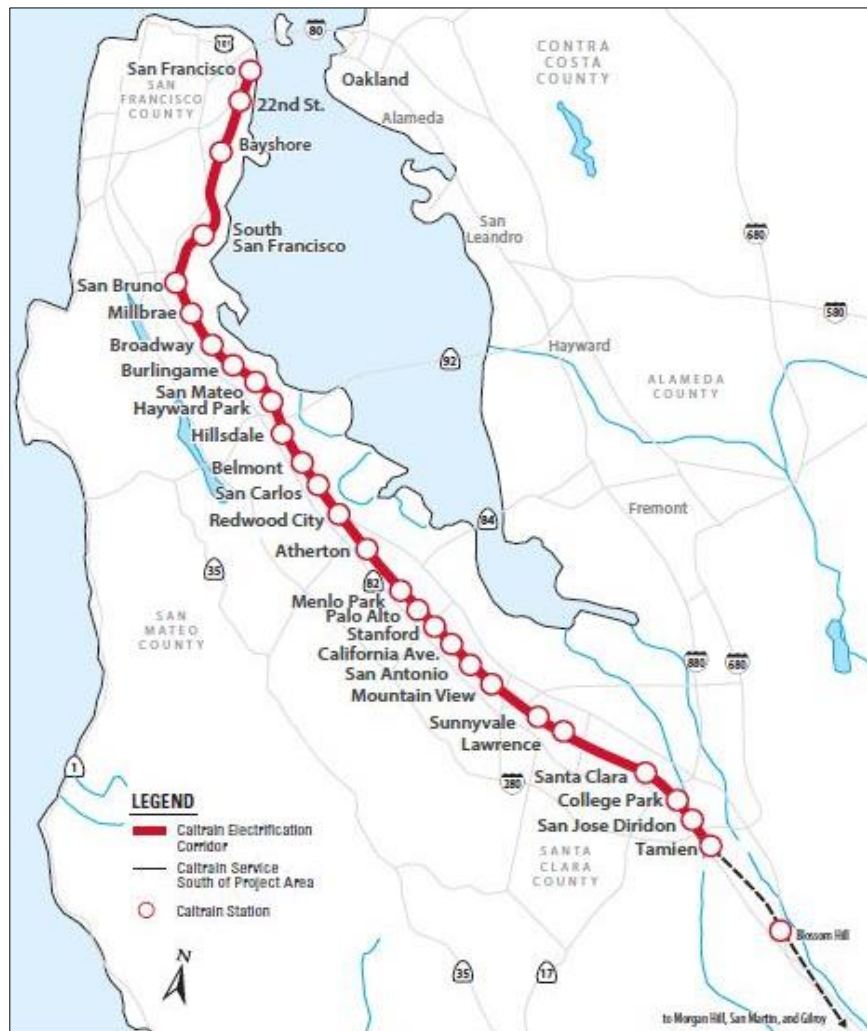 101
80
CONTRA
COSTA
COUNTY
San Francisco
Oakland
SAN
FRANCISCO
COUNTY
22nd St.
Alameda
Bayshore
San
Leandro
680
South
San Francisco
San Bruno
Millbrae
580
Broadway
Hayward
92
Burlingame
San Mateo
Hayward Park
ALAMEDA
COUNTY
Hillsdale
Belmont
San Carlos
Redwood City
84
Fremont
Atherton
35
82
Menlo Park
Palo Alto
SAN
MATEO
COUNTY
Stanford
California Ave.
San Antonio
880
680
Mountain View
Sunnyvale
Lawrence
1
Santa Clara
280
College Park
San Jose Diridon
Tamien
SANTA
CLARA
COUNTY
LEGEND
Caltrain Electrification
Corridor
Caltrain Service
South of Project Area
Caltrain Station
Blossom Hill
N
35
17
to Morgan Hill, San Martin, and Gilroy